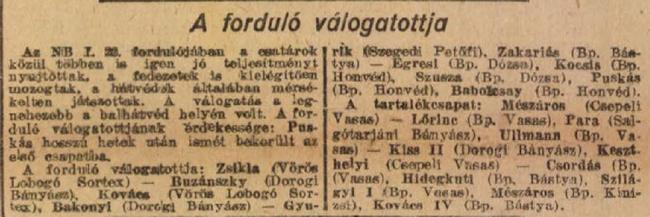 A forduló válogatottja
Az NB I. 22. fordulójában a csatárok
közül többen is igen jó teljesítményt
nyujtottak, a fedezetek is kielégítően
mozogtak, a hátvédek általában mérsé-
kelten játszottak. A válogatás a leg-
nehezebb a balhátvéd helyén volt. A for-
duló válogatottjának érdekessége: Pus-
kás hosszú hetek után ismét bekerült az
első csapatba.
A forduló válogatottja: Zsikla (Vörös
Lobogó Sortex) — Buzánszky (Dorogi
Bányász), Kovács (Vörös Lobogó Sor-
tex), Bakonyi (Dorogi Bányász) — Gyu-
rik (Szegedi Petőfi), Zakariás (Bp. Bás-
tya) — Egresi (Bp. Dózsa), Kocsis (Bp.
Honvéd), Szusza (Bp. Dózsa), Puskás
(Bp. Honvéd), Babolcsay (Bp. Honvéd).
A tartalékcsapat: Mészáros (Csepeli
Vasas) — Lőrinc (Bp. Vasas), Para (Sal-
gótarjáni Bányász), Ullmann (Bp. Va-
sas) — Kiss II (Dorogi Bányász), Keszt-
helyi (Csepeli Vasas) — Csordás (Bp.
Vasas), Hidegkuti (Bp. Bástya), Szilá-
gyi I (Bp. Vasas), Mészáros (Bp. Kini-
zsi), Kovács IV (Bp. Bástya).